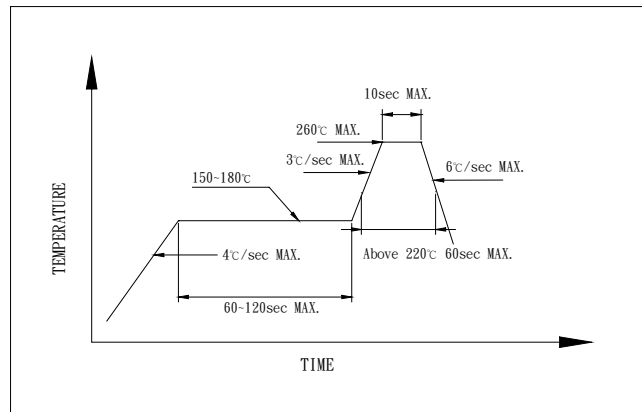 10sec MAX.
260℃ MAX.
3℃/sec MAX.
6℃/sec MAX.
150~180℃
TEMPERATURE
4℃/sec MAX.
Above 220℃ 60sec MAX.
60~120sec MAX.
TIME